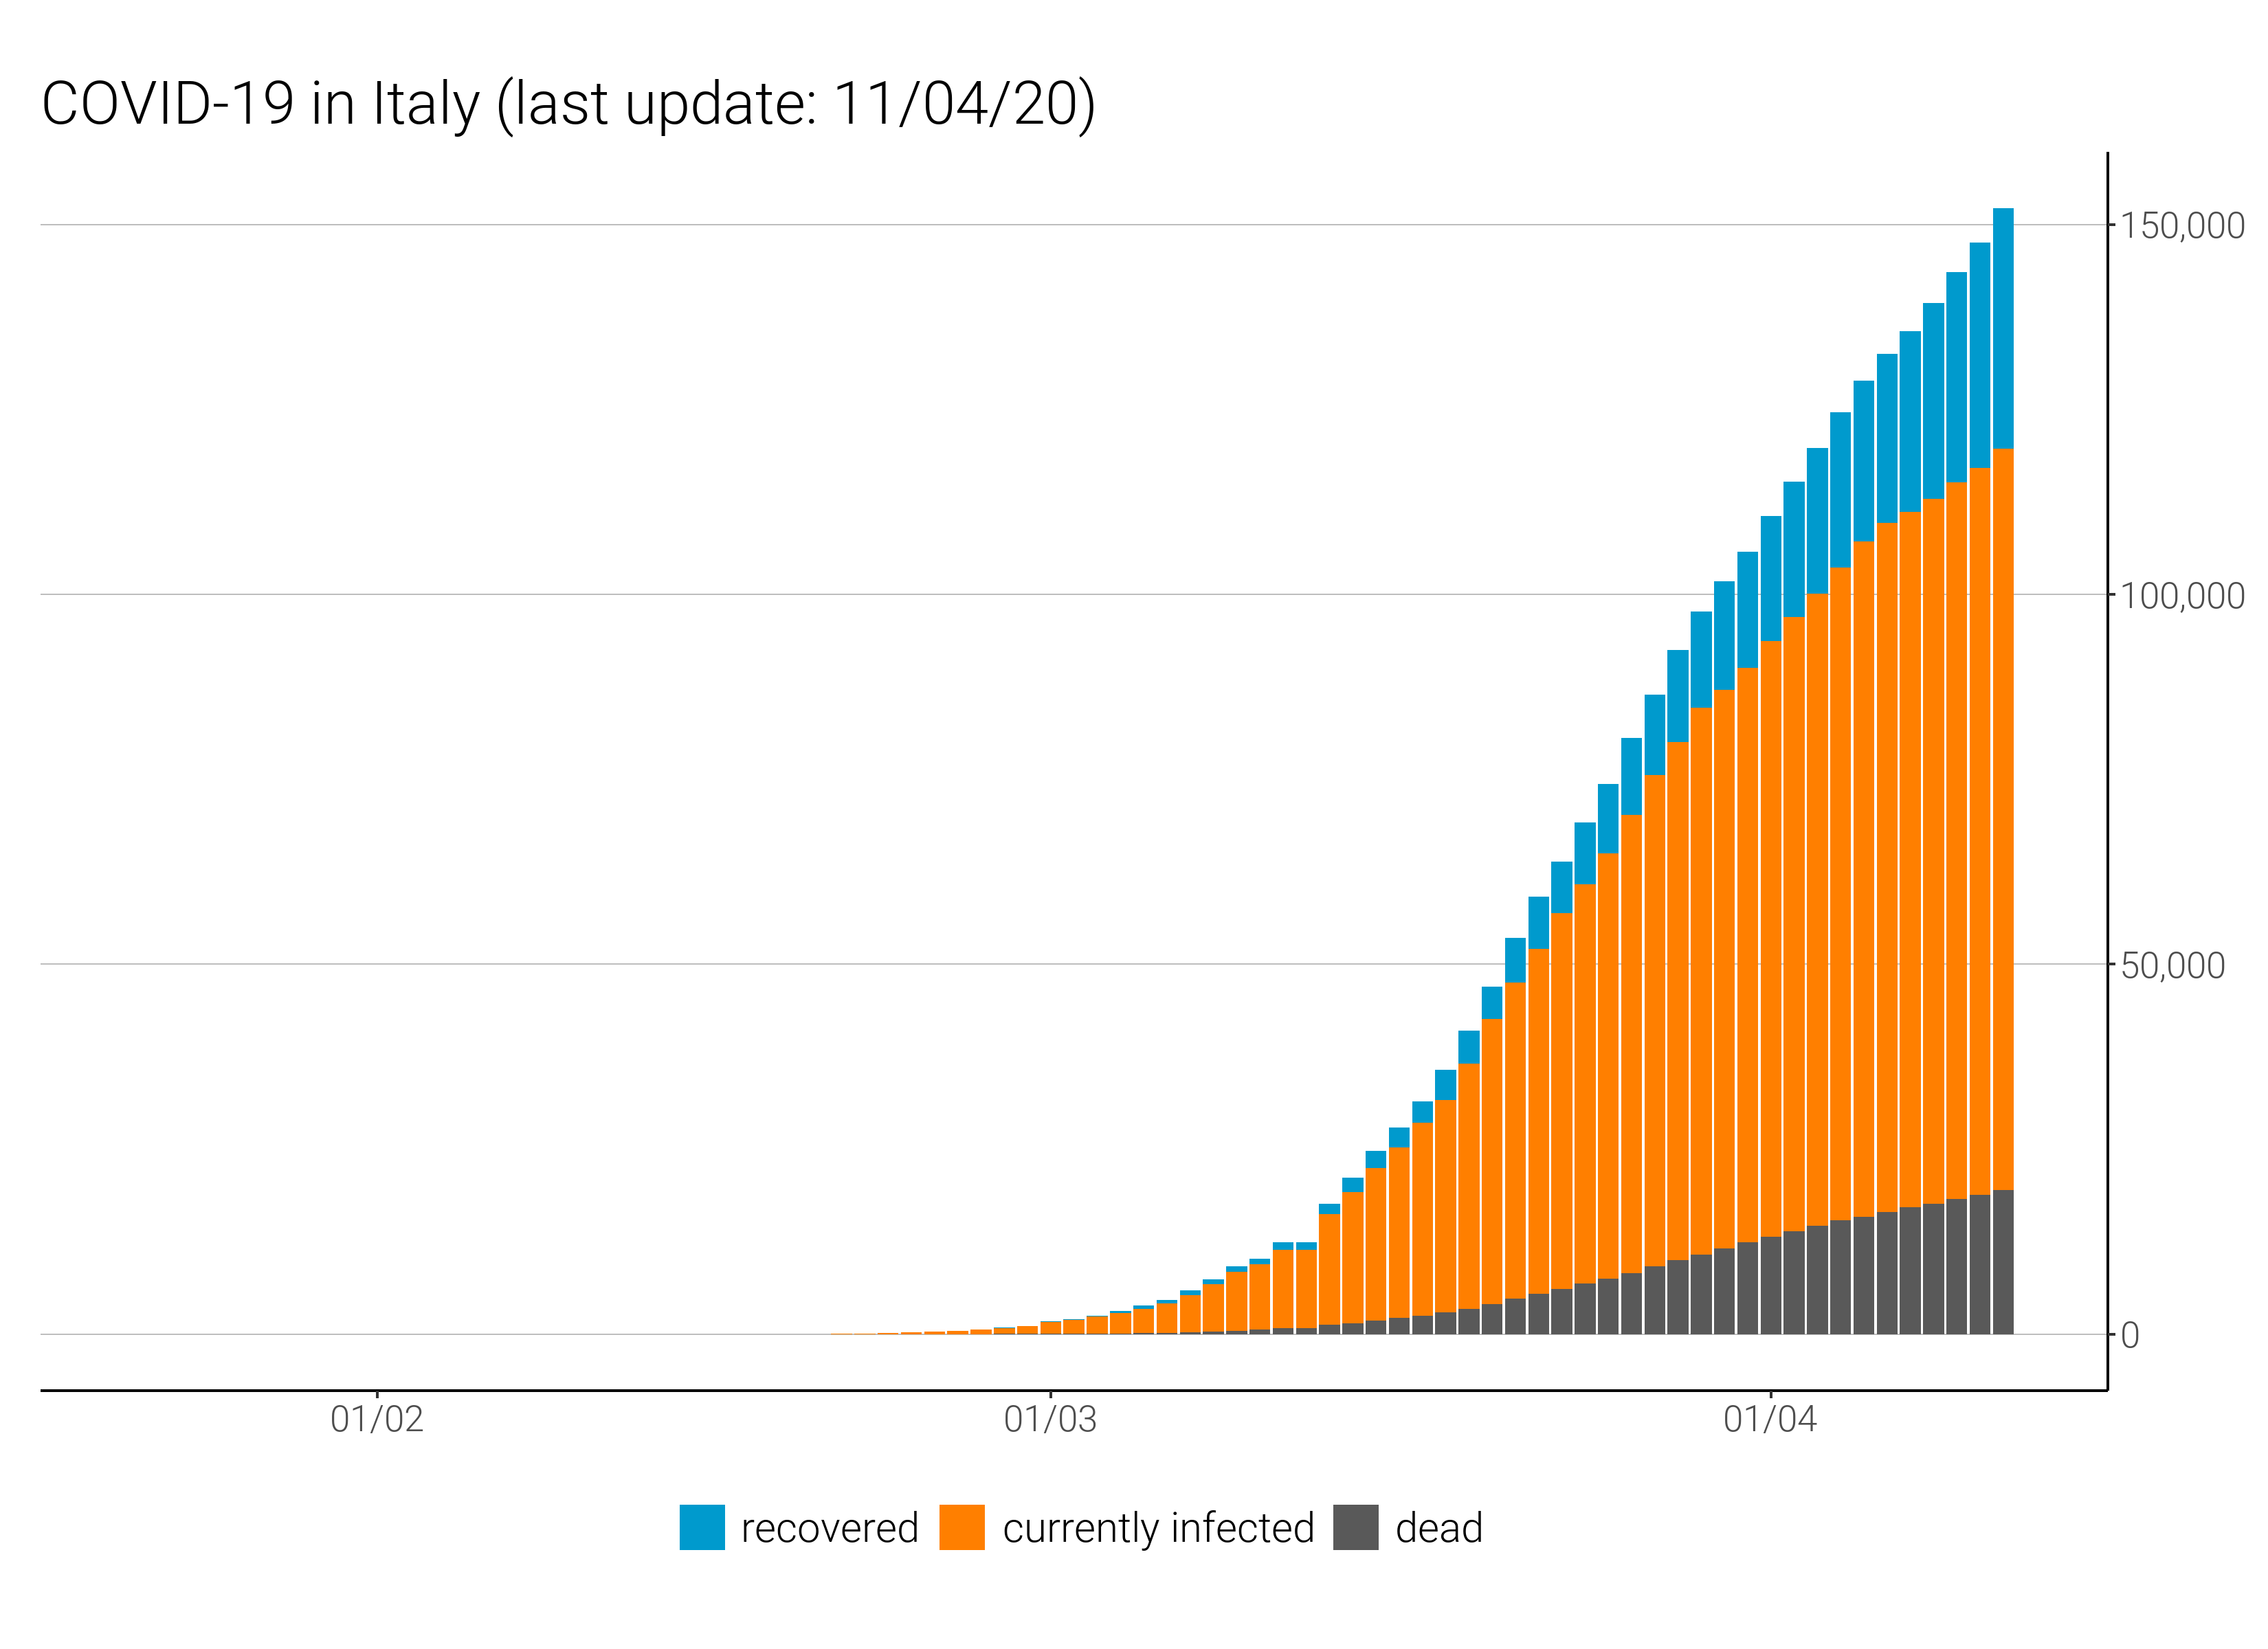 COVID-19 in Italy (last update: 11/04/20)
150,000
100,000
50,000
0
01/02 01/03 01/04
recovered currently infected dead